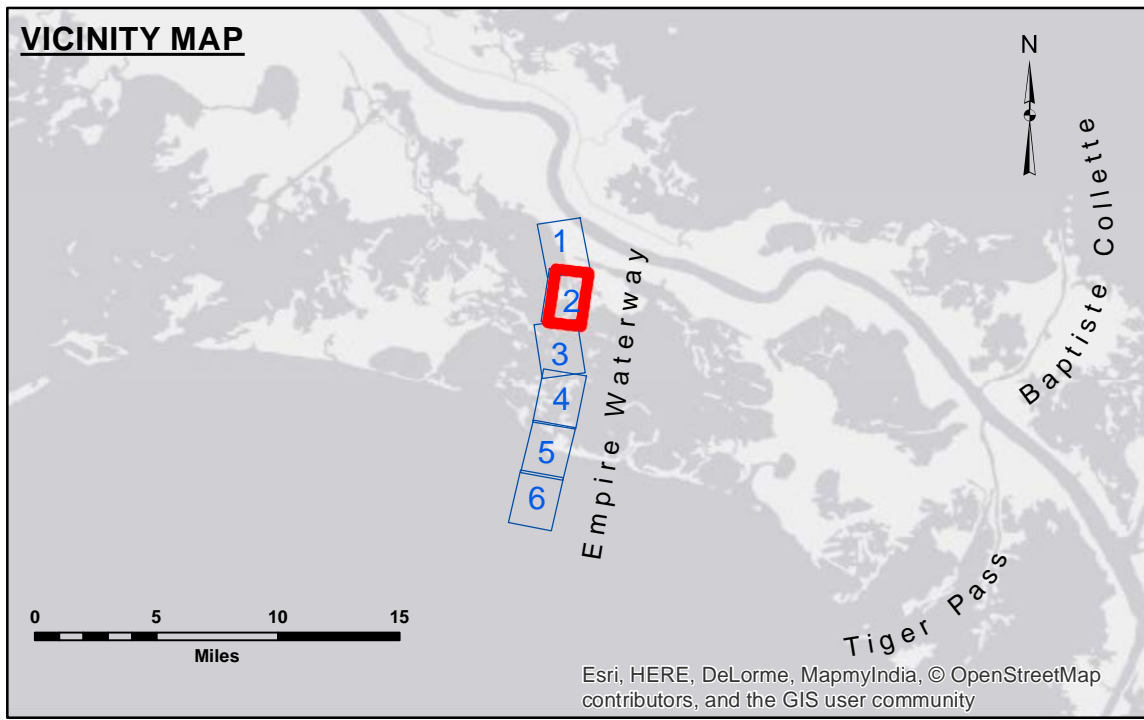 VICINITY MAP
N
1
2
3
4
5
6
Empire Waterway
Baptiste Collette
Tiger Pass
0 5 10 15
Miles
Esri, HERE, DeLorme, MapmyIndia, © OpenStreetMap
contributors, and the GIS user community